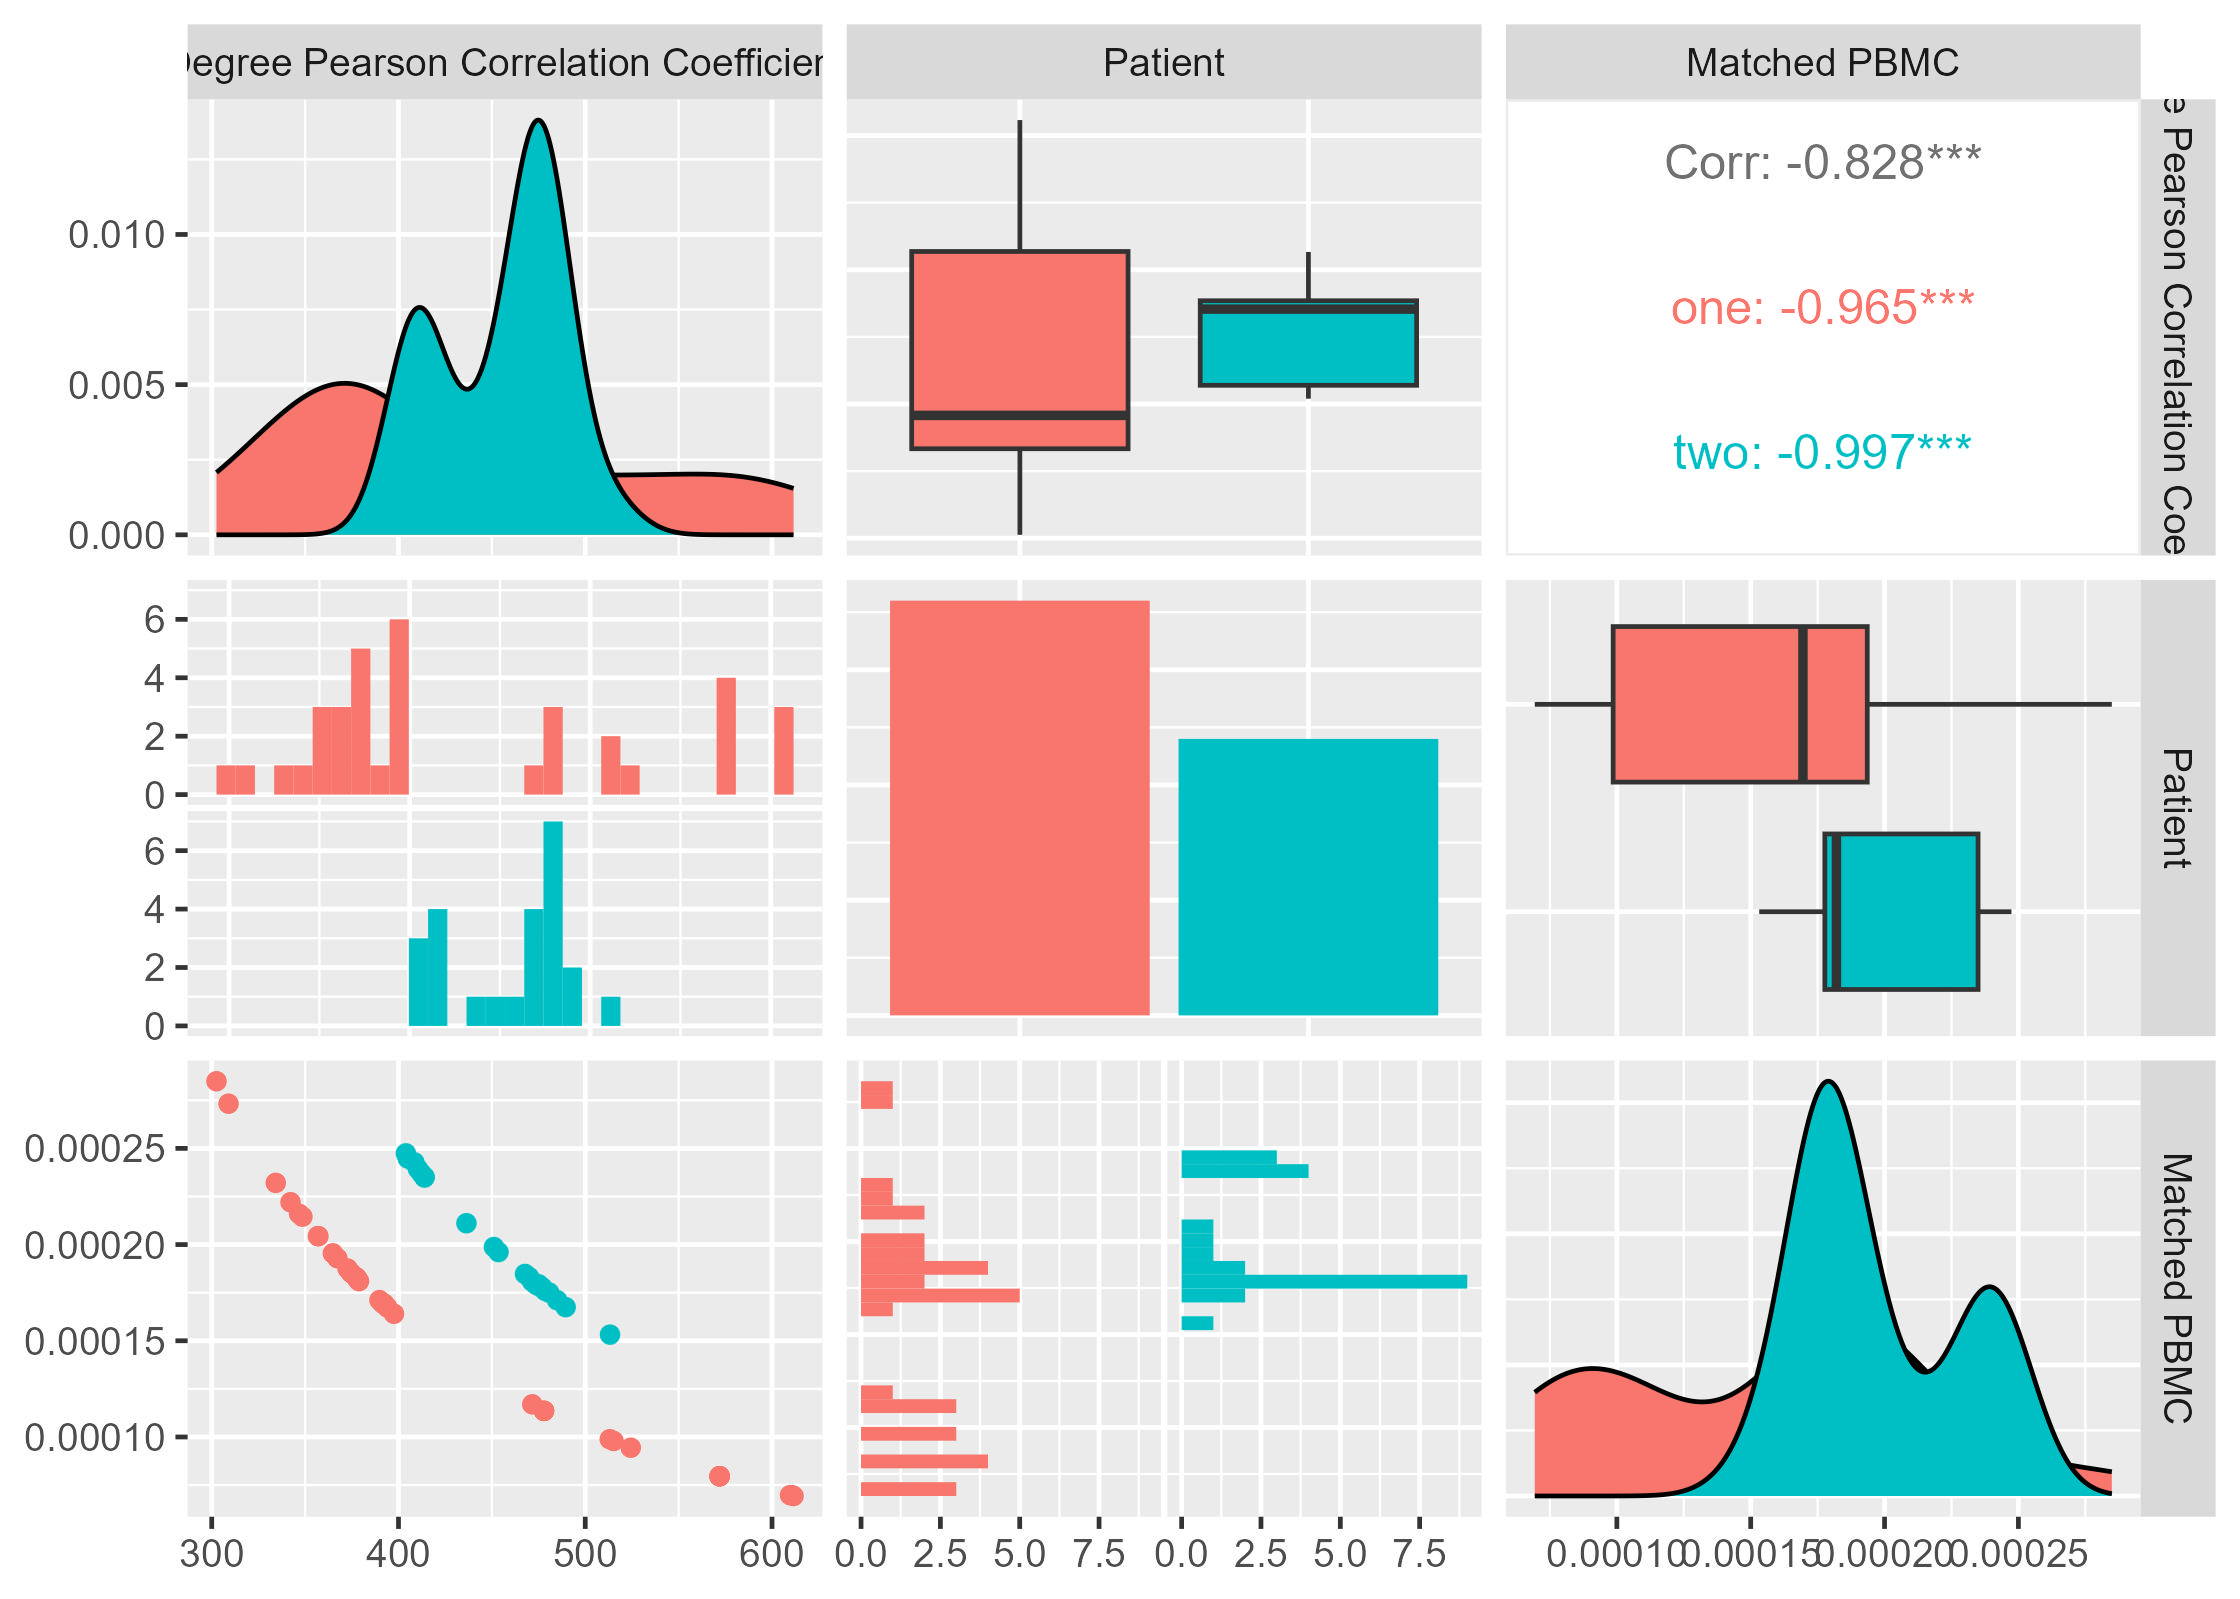 Degree Pearson Correlation Coefficien
Patient
Matched PBMC
0.010
0.005
0.000
Corr: -0.828***
one: -0.965***
two: -0.997***
e Pearson Correlation Coe
6
4
2
0
6
4
2
0
Patient
0.00025
0.00020
0.00015
0.00010
Matched PBMC
300 400 500 600 0.0 2.5 5.0 7.5 0.0 2.5 5.0 7.5 0.00010 0.00015 0.00020 0.00025